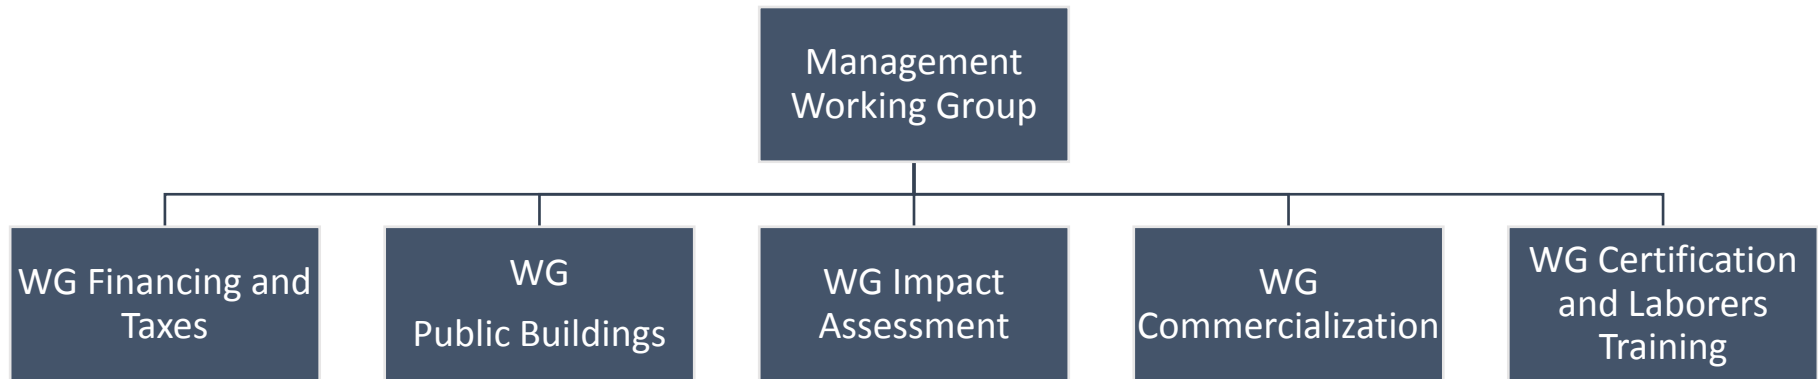 Management
Working Group
WG Financing and
Taxes
WG
Public Buildings
WG Impact
Assessment
WG
Commercialization
WG Certification
and Laborers
Training